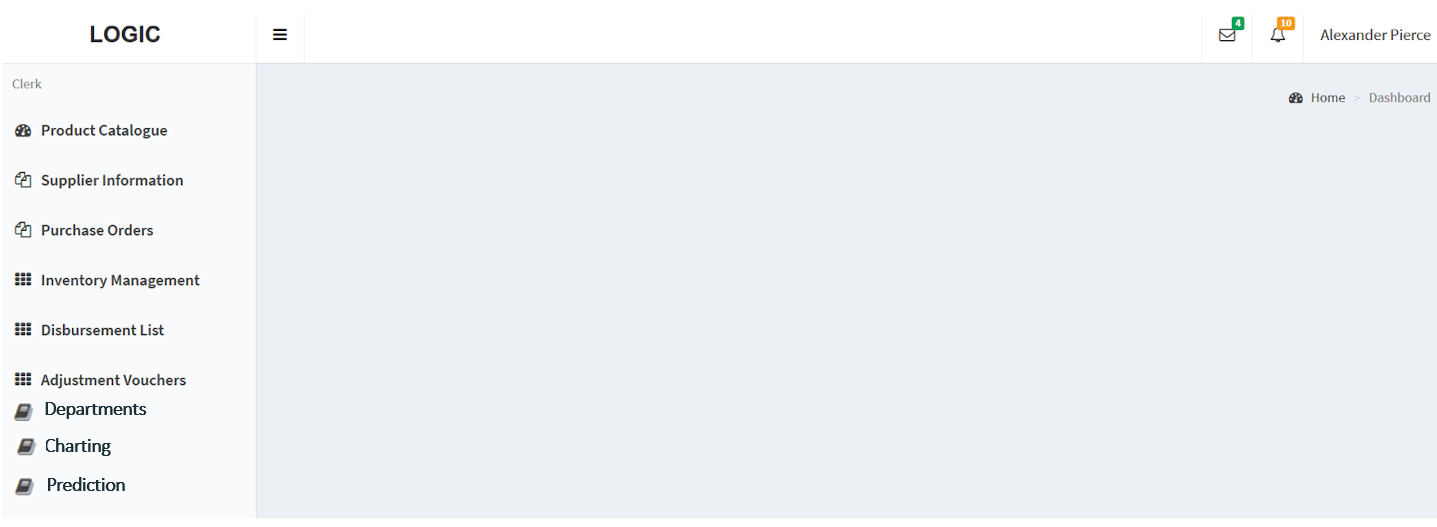 LOGIC
4
10
Alexander Pierce
Clerk
Home > Dashboard
Product Catalogue
Supplier Information
Purchase Orders
Inventory Management
Disbursement List
Adjustment Vouchers
Departments
Charting
Prediction